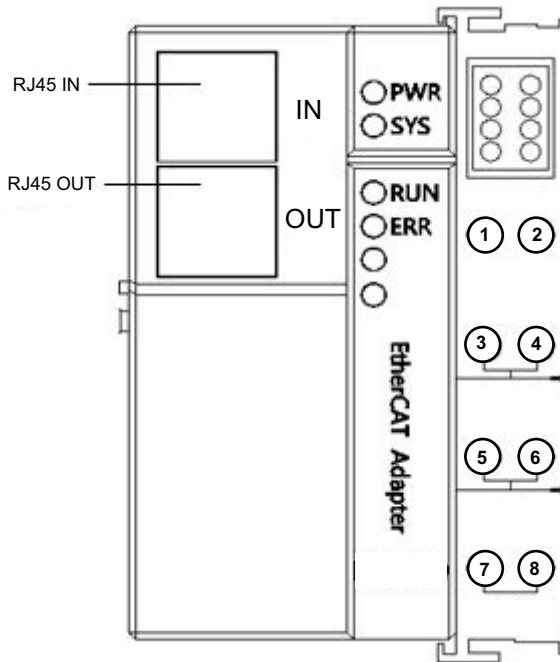 RJ45 IN
IN
PWR
SYS
RJ45 OUT
OUT
RUN
ERR
EtherCAT Adapter
1 2
3 4
5 6
7 8